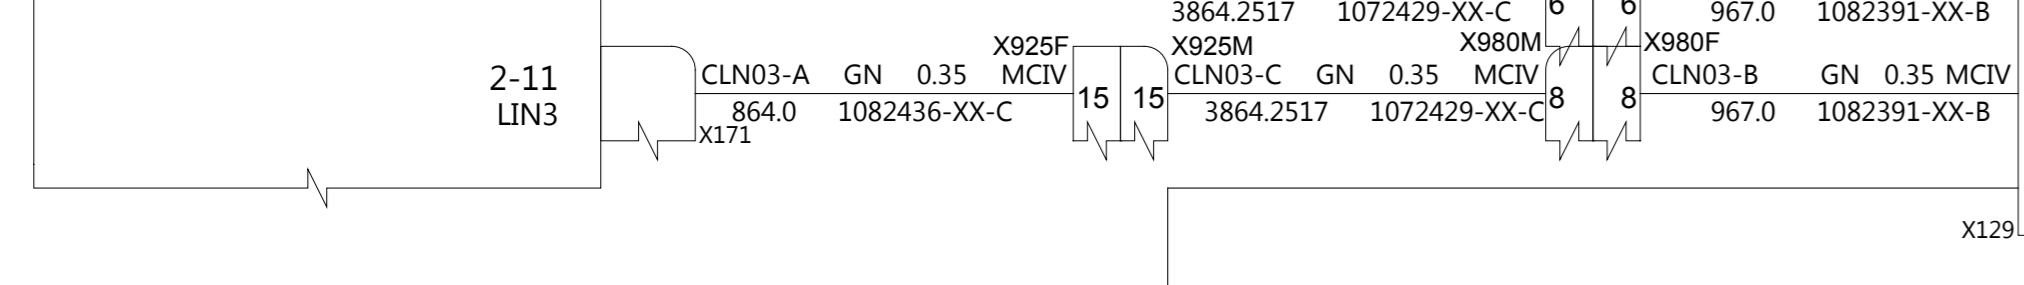 3864.2517 1072429-XX-C 6 6 967.0 1082391-XX-B
X925F X925M X980M X980F
2-11 CLN03-A GN 0.35 MCIV CLN03-C GN 0.35 MCIV CLN03-B GN 0.35 MCIV
15 15 8 8
LIN3 864.0 1082436-XX-C 3864.2517 1072429-XX-C 967.0 1082391-XX-B
X171
X129